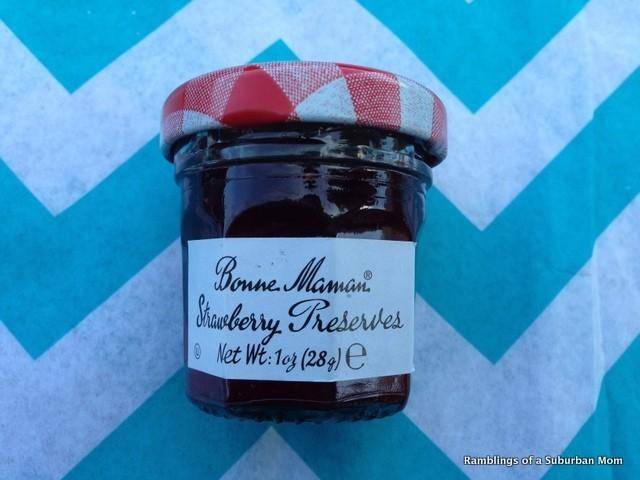 Bonne Maman®
Strawberry Preserves
Ⓤ Net Wt: 1oz (28g) ℮
Ramblings of a Suburban Mom